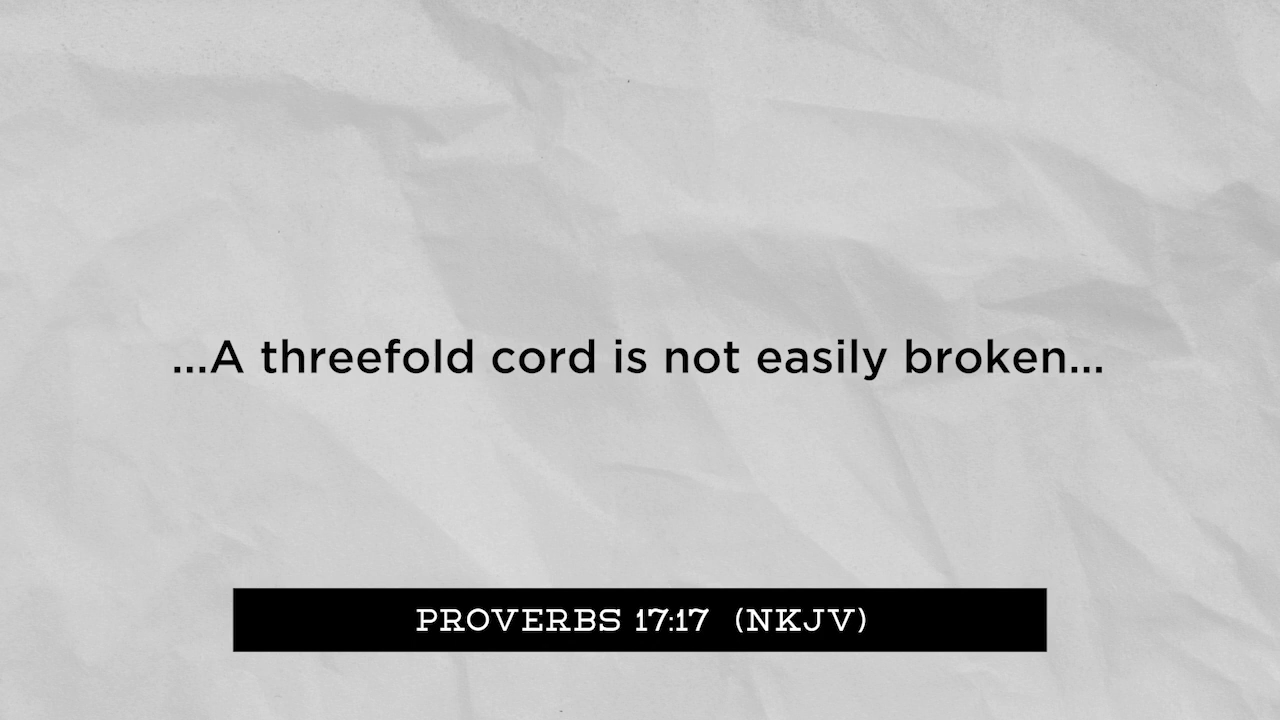 ...A threefold cord is not easily broken...
PROVERBS 17:17 (NKJV)